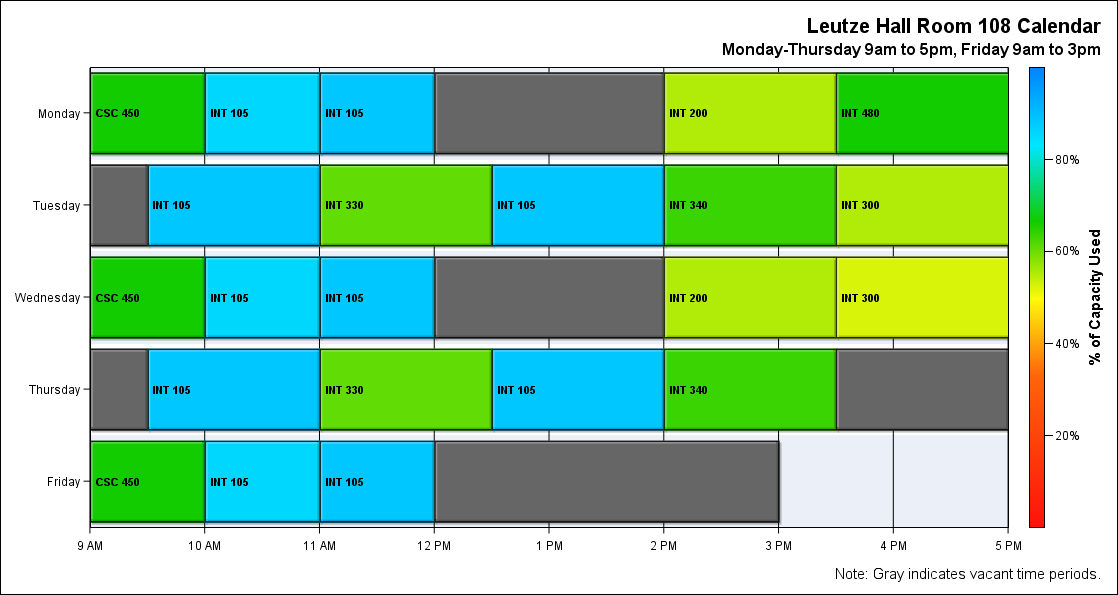 Leutze Hall Room 108 Calendar
Monday-Thursday 9am to 5pm, Friday 9am to 3pm
Monday
CSC 450
INT 105
INT 105
INT 200
INT 480
Tuesday
INT 105
INT 330
INT 105
INT 340
INT 300
Wednesday
CSC 450
INT 105
INT 105
INT 200
INT 300
Thursday
INT 105
INT 330
INT 105
INT 340
Friday
CSC 450
INT 105
INT 105
9 AM
10 AM
11 AM
12 PM
1 PM
2 PM
3 PM
4 PM
5 PM
80%
60%
40%
20%
% of Capacity Used
Note: Gray indicates vacant time periods.